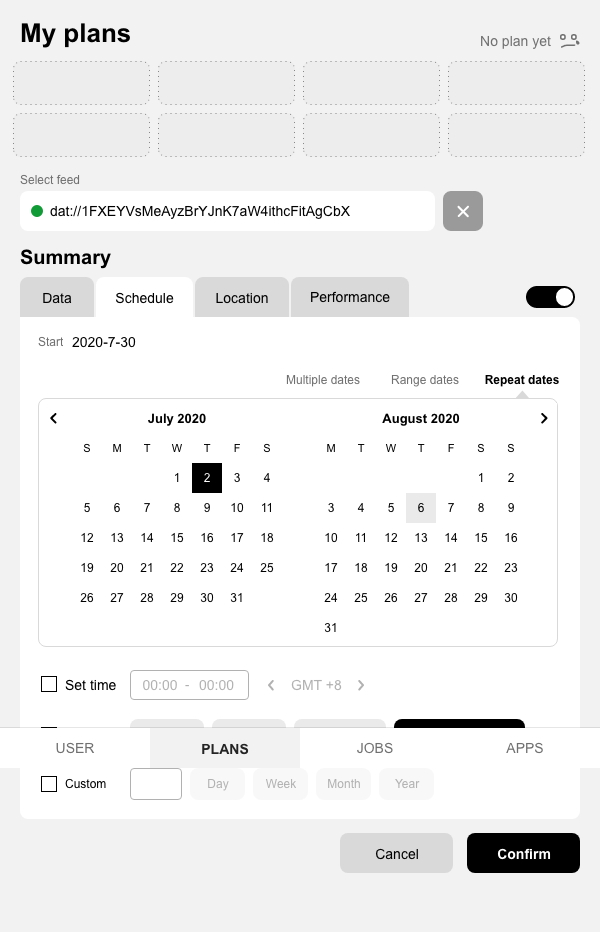 My plans
No plan yet
Select feed
dat://1FXEYVsMeAyzBrYJnK7aW4ithcFitAgCbX
Summary
Data Schedule Location Performance
Start 2020-7-30
Multiple dates Range dates Repeat dates
July 2020 August 2020
S M T W T F S M T W T F S S
1 2 3 4 1 2
5 6 7 8 9 10 11 3 4 5 6 7 8 9
12 13 14 15 16 17 18 10 11 12 13 14 15 16
19 20 21 22 23 24 25 17 18 19 20 21 22 23
26 27 28 29 30 31 24 25 26 27 28 29 30
31
Set time 00:00 - 00:00 GMT +8
USER PLANS JOBS APPS
Custom Day Week Month Year
Cancel Confirm